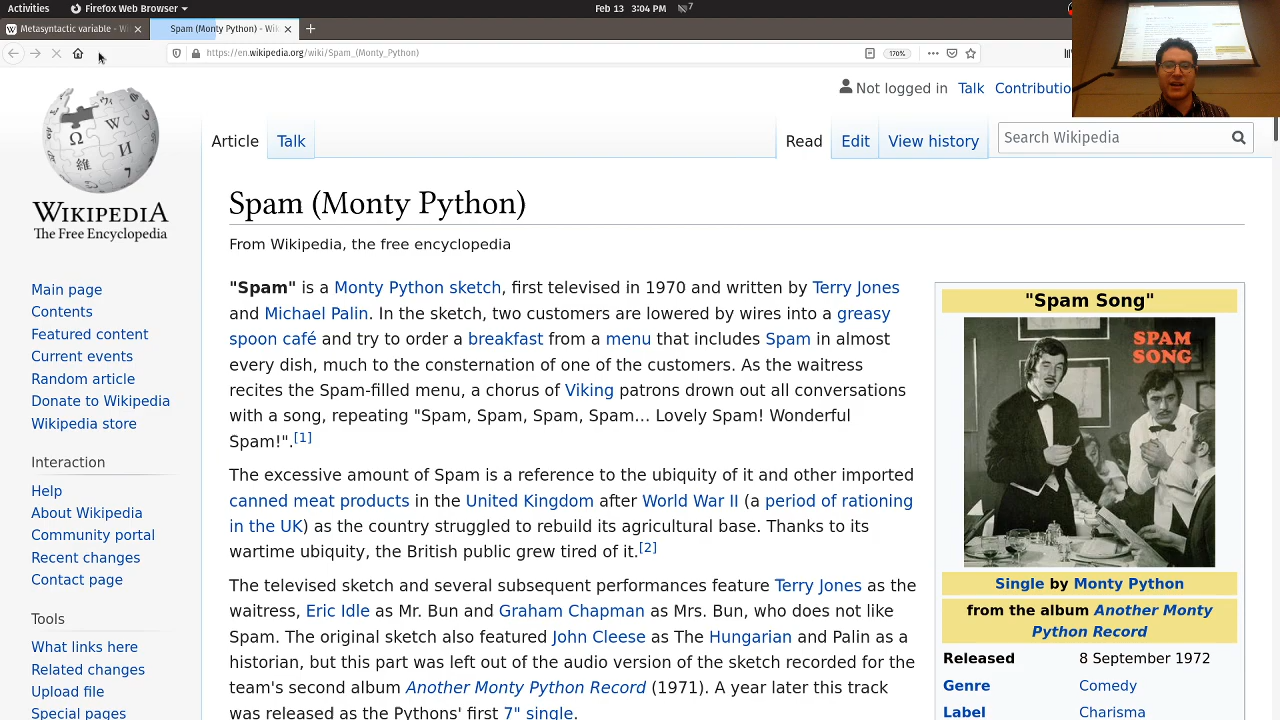 Activities
Firefox Web Browser
Feb 13 3:04 PM
Metasyntactic variable - Wi
Spam (Monty Python) - Wik
https://en.wikipedia.org/wiki/Spam_(Monty_Python)
170%
Not logged in Talk Contributio
Article Talk Read Edit View history
Search Wikipedia
WIKIPEDIA
The Free Encyclopedia
Main page
Contents
Featured content
Current events
Random article
Donate to Wikipedia
Wikipedia store
Interaction
Help
About Wikipedia
Community portal
Recent changes
Contact page
Tools
What links here
Related changes
Upload file
Special pages
Spam (Monty Python)
From Wikipedia, the free encyclopedia
"Spam" is a Monty Python sketch, first televised in 1970 and written by Terry Jones
and Michael Palin. In the sketch, two customers are lowered by wires into a greasy
spoon café and try to order a breakfast from a menu that includes Spam in almost
every dish, much to the consternation of one of the customers. As the waitress
recites the Spam-filled menu, a chorus of Viking patrons drown out all conversations
with a song, repeating "Spam, Spam, Spam, Spam... Lovely Spam! Wonderful
Spam!".[1]
The excessive amount of Spam is a reference to the ubiquity of it and other imported
canned meat products in the United Kingdom after World War II (a period of rationing
in the UK) as the country struggled to rebuild its agricultural base. Thanks to its
wartime ubiquity, the British public grew tired of it.[2]
The televised sketch and several subsequent performances feature Terry Jones as the
waitress, Eric Idle as Mr. Bun and Graham Chapman as Mrs. Bun, who does not like
Spam. The original sketch also featured John Cleese as The Hungarian and Palin as a
historian, but this part was left out of the audio version of the sketch recorded for the
team's second album Another Monty Python Record (1971). A year later this track
was released as the Pythons' first 7" single.
"Spam Song"
SPAM
SONG
Single by Monty Python
from the album Another Monty
Python Record
Released 8 September 1972
Genre Comedy
Label Charisma